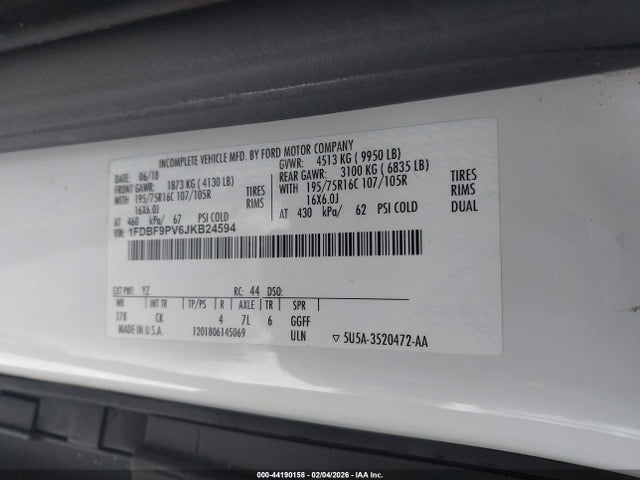 INCOMPLETE VEHICLE MFD. BY FORD MOTOR COMPANY
06/18 GVWR: 4513 KG ( 9950 LB)
FRONT GAWR: 1873 KG ( 4130 LB) REAR GAWR: 3100 KG ( 6835 LB)
WITH 195/75R16C 107/105R TIRES WITH 195/75R16C 107/105R TIRES
16X6.0J RIMS 16X6.0J RIMS
AT 460 kPa/ 67 PSI COLD AT 430 kPa/ 62 PSI COLD DUAL
VIN: 1FDBF9PV6JKB24594
EXT PNT: YZ RC: 44 DSO:
WB INT TR TP/PS R AXLE TR SPR
178 CK 4 7L 6 GGFF
MADE IN U.S.A. 1201806145069 ULN ▽ 5U5A-3520472-AA
000-44190158 - 02/04/2026 - IAA Inc.